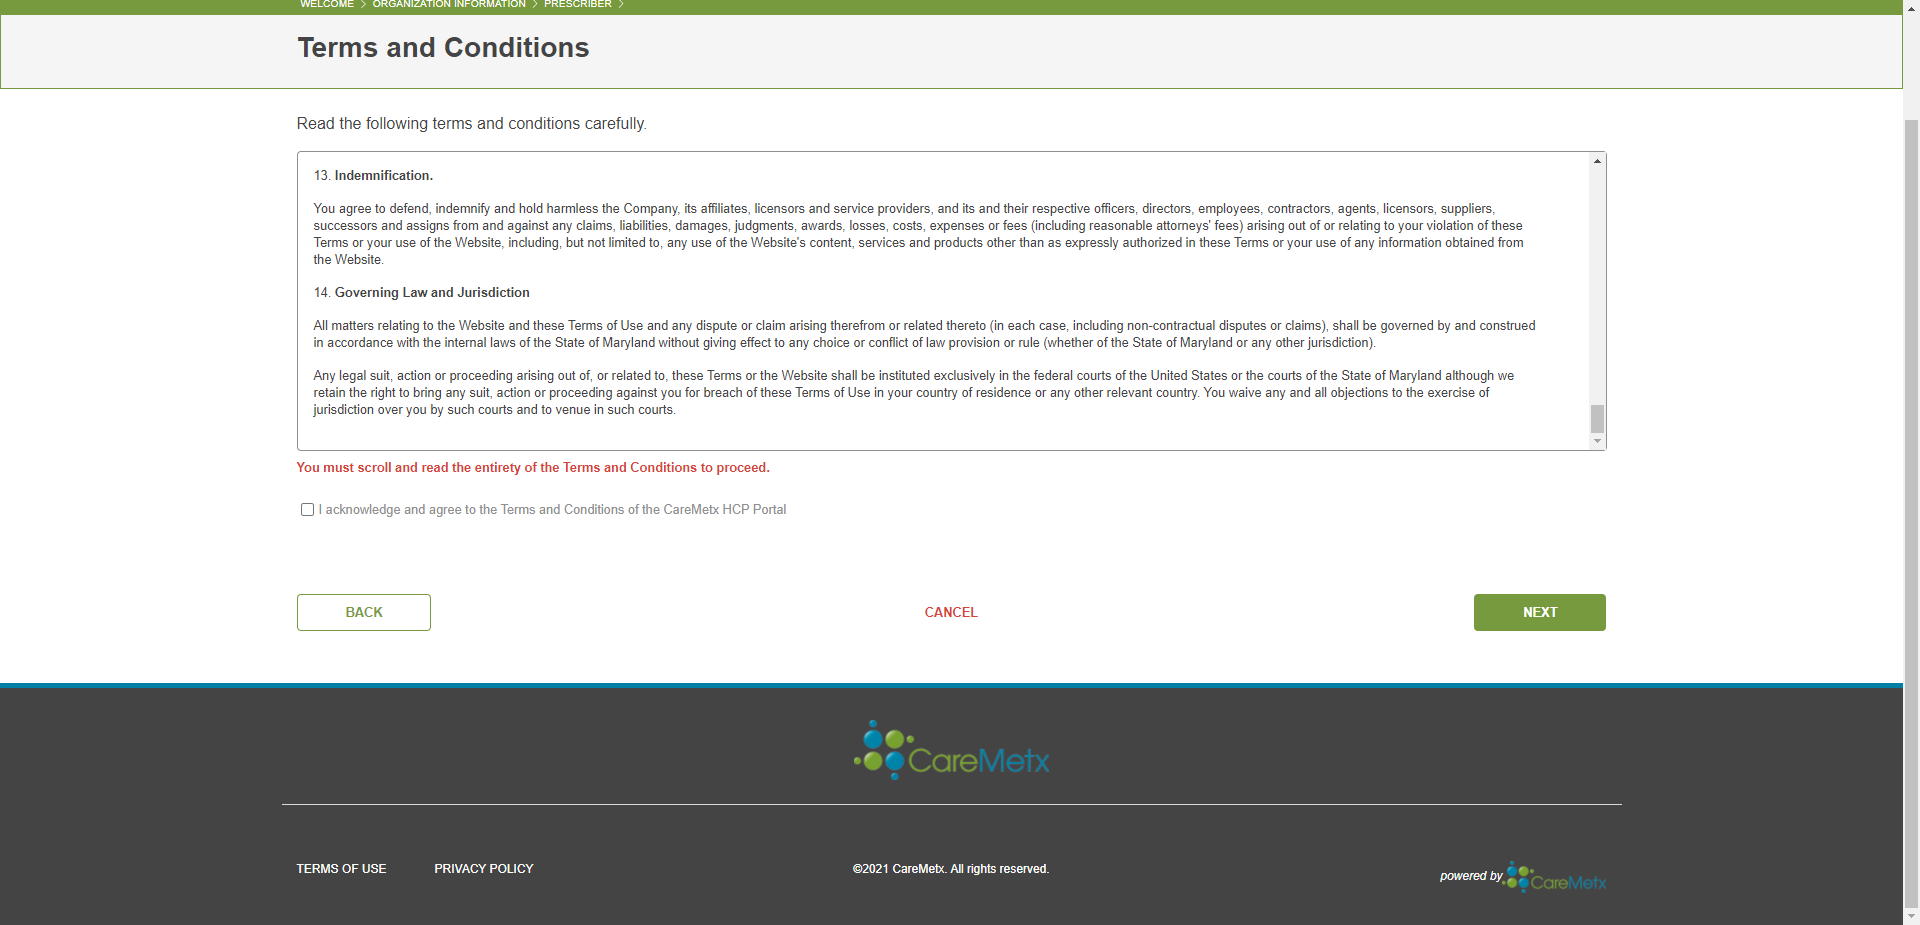 WELCOME > ORGANIZATION INFORMATION > PRESCRIBER >
Terms and Conditions
Read the following terms and conditions carefully.
13. Indemnification.
You agree to defend, indemnify and hold harmless the Company, its affiliates, licensors and service providers, and its and their respective officers, directors, employees, contractors, agents, licensors, suppliers,
successors and assigns from and against any claims, liabilities, damages, judgments, awards, losses, costs, expenses or fees (including reasonable attorneys' fees) arising out of or relating to your violation of these
Terms or your use of the Website, including, but not limited to, any use of the Website's content, services and products other than as expressly authorized in these Terms or your use of any information obtained from
the Website.
14. Governing Law and Jurisdiction
All matters relating to the Website and these Terms of Use and any dispute or claim arising therefrom or related thereto (in each case, including non-contractual disputes or claims), shall be governed by and construed
in accordance with the internal laws of the State of Maryland without giving effect to any choice or conflict of law provision or rule (whether of the State of Maryland or any other jurisdiction).
Any legal suit, action or proceeding arising out of, or related to, these Terms or the Website shall be instituted exclusively in the federal courts of the United States or the courts of the State of Maryland although we
retain the right to bring any suit, action or proceeding against you for breach of these Terms of Use in your country of residence or any other relevant country. You waive any and all objections to the exercise of
jurisdiction over you by such courts and to venue in such courts.
You must scroll and read the entirety of the Terms and Conditions to proceed.
I acknowledge and agree to the Terms and Conditions of the CareMetx HCP Portal
BACK
CANCEL
NEXT
CareMetx
TERMS OF USE
PRIVACY POLICY
©2021 CareMetx. All rights reserved.
powered by CareMetx